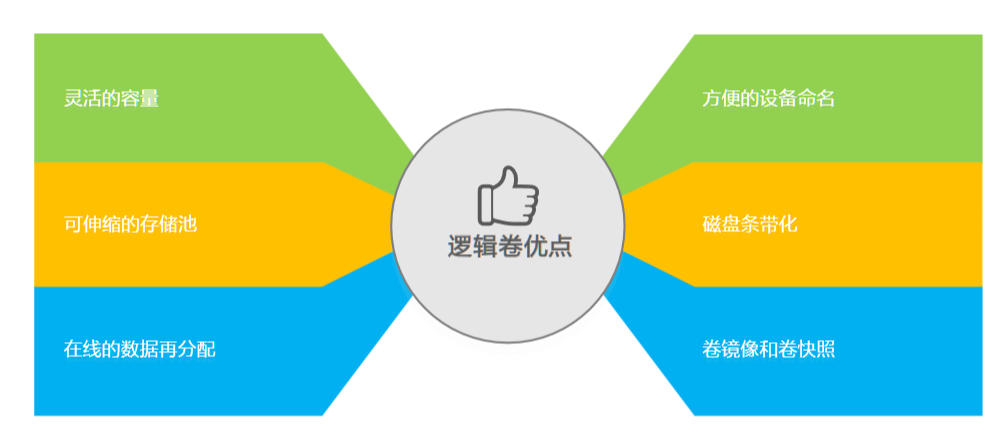 灵活的容量
可伸缩的存储池
在线的数据再分配
逻辑卷优点
方便的设备命名
磁盘条带化
卷镜像和卷快照